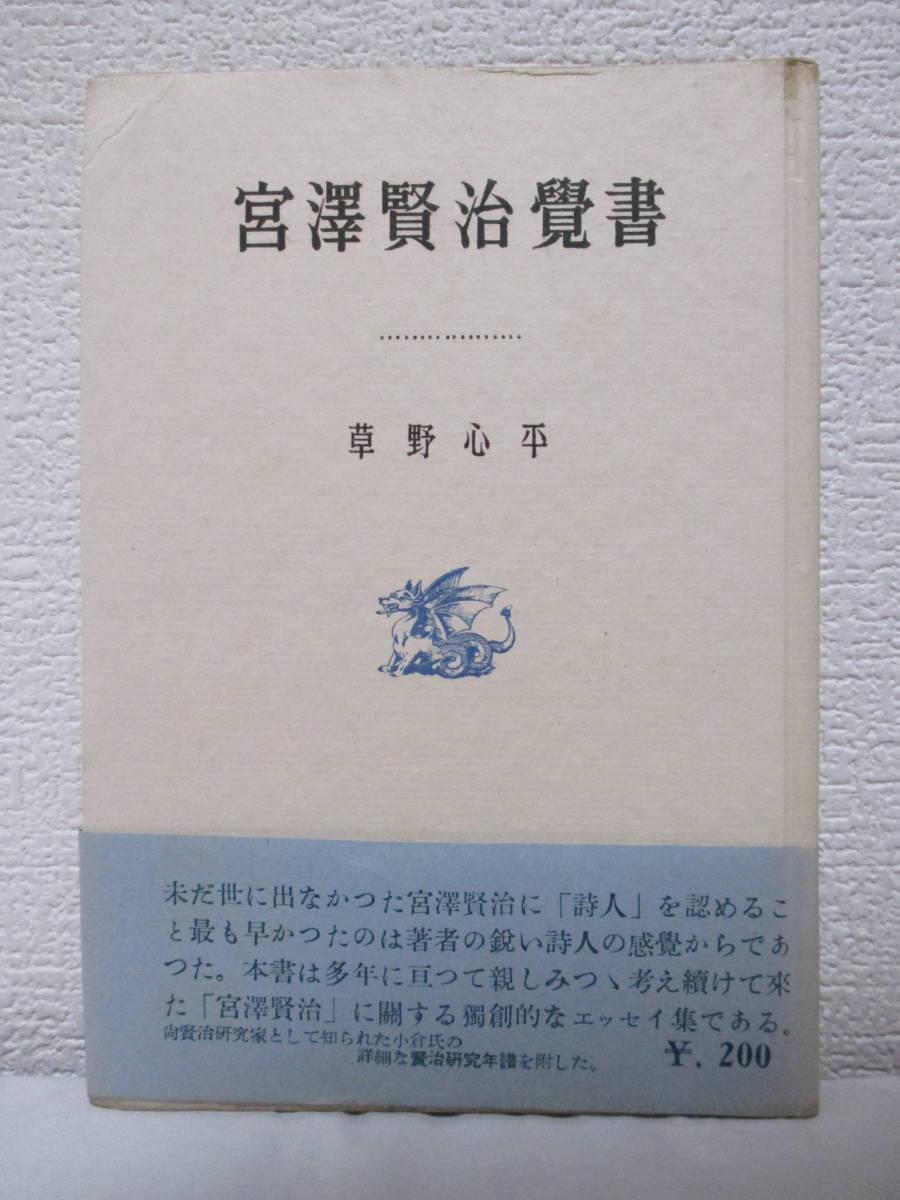 宮澤賢治覺書
草野心平
未だ世に出なかつた宮澤賢治に「詩人」を認めるこ
と最も早かつたのは著者の鋭い詩人の感覺からであ
つた。本書は多年に亘つて親しみつゝ考え續けて來
た「宮澤賢治」に關する獨創的なエッセイ集である。
尚賢治研究家として知られた小倉氏の
詳細な賢治研究年譜を附した。
￥. 200